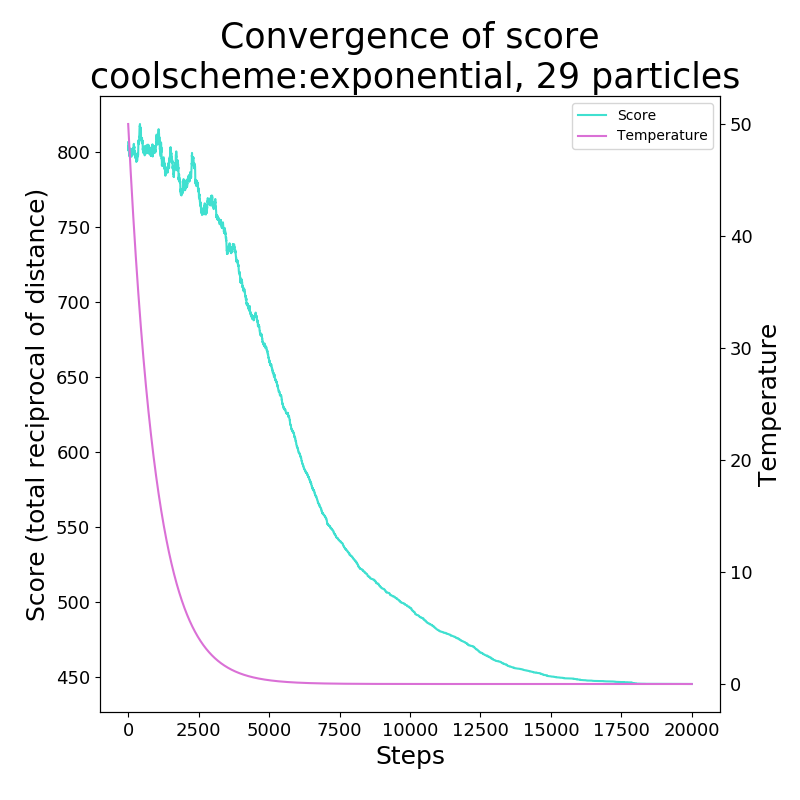 Convergence of score
coolscheme:exponential, 29 particles
Score
Temperature
Score (total reciprocal of distance)
800
750
700
650
600
550
500
450
50
40
30
20
10
0
Temperature
0 2500 5000 7500 10000 12500 15000 17500 20000
Steps